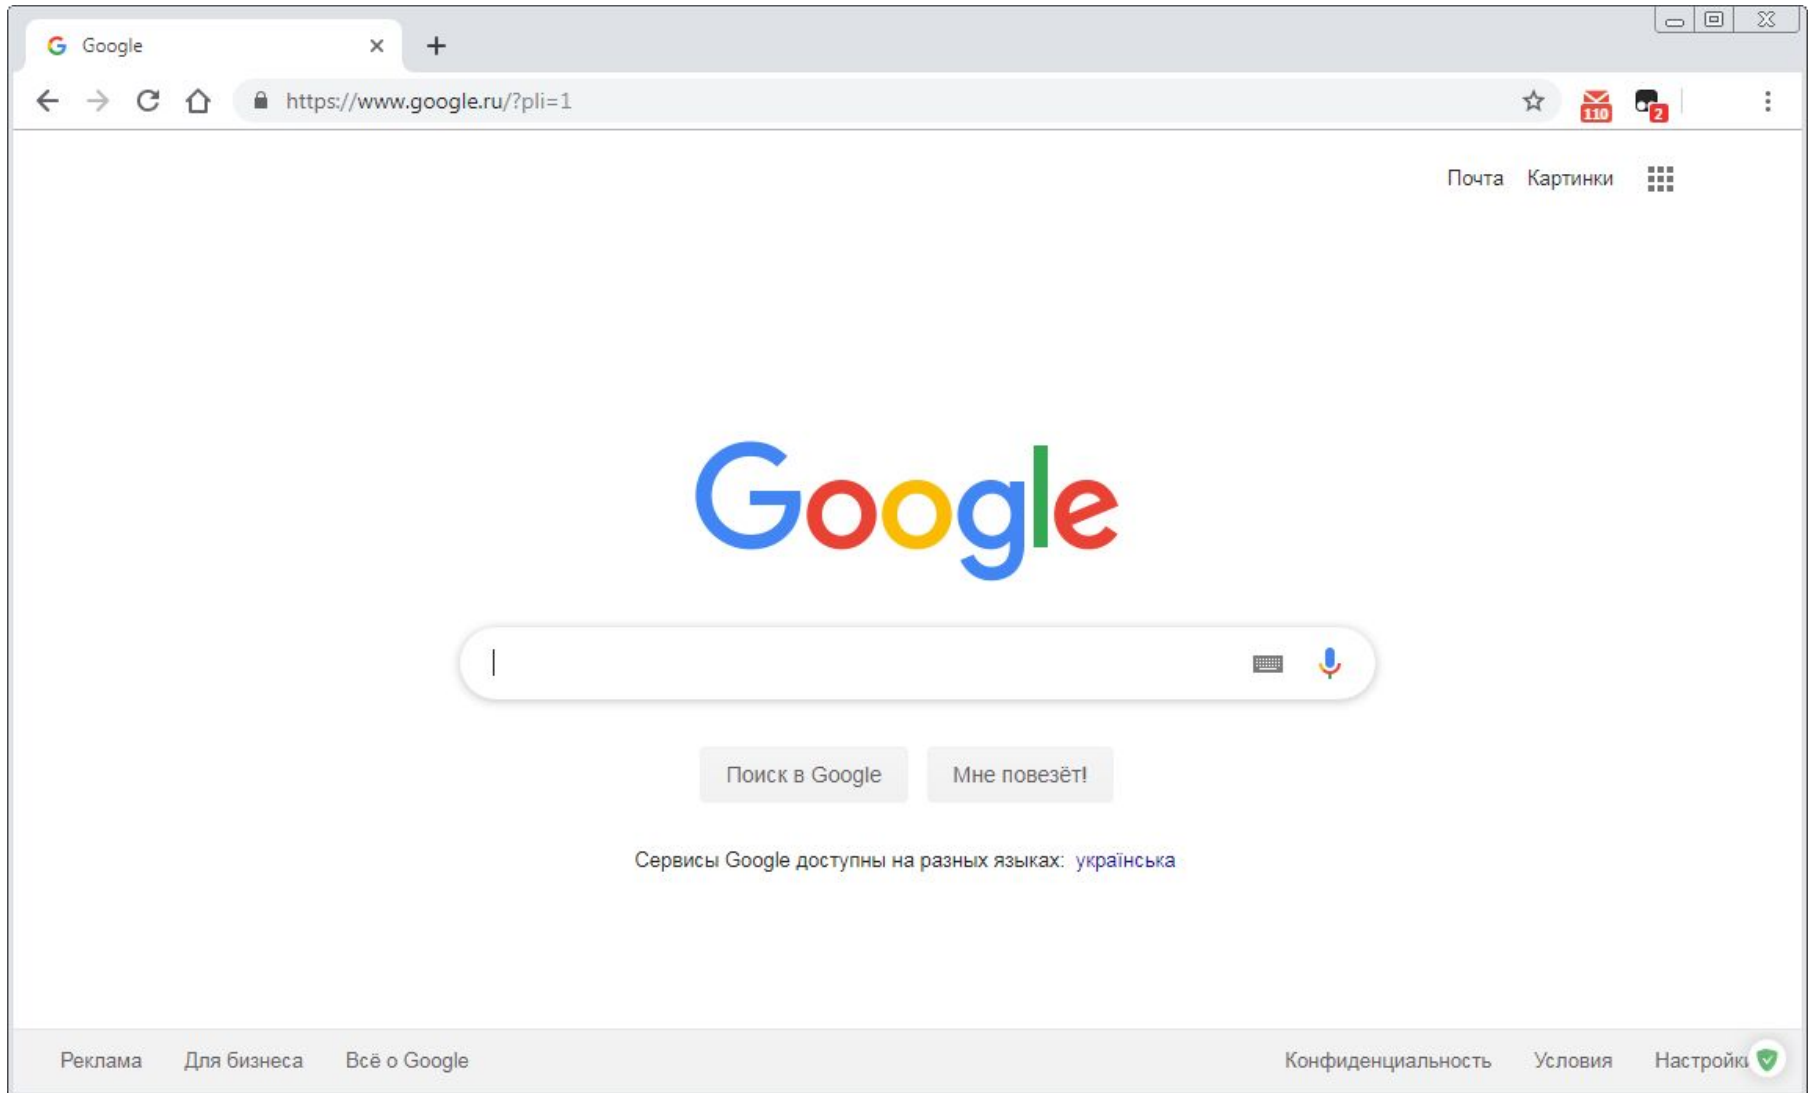 Google
https://www.google.ru/?pli=1
110
2
Почта Картинки
Google
Поиск в Google Мне повезёт!
Сервисы Google доступны на разных языках: українська
Реклама Для бизнеса Всё о Google Конфиденциальность Условия Настройки